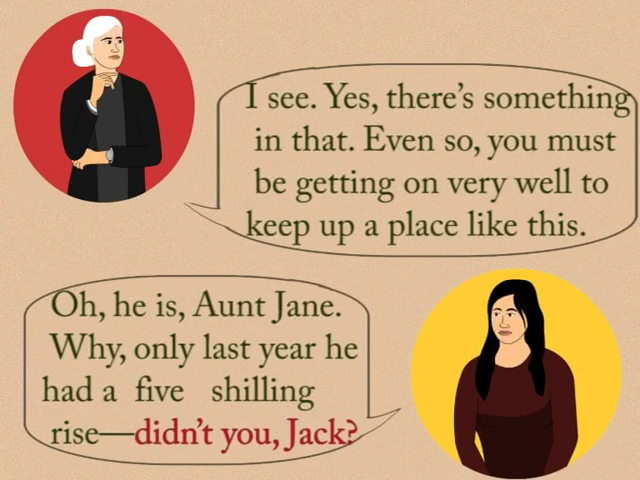 I see. Yes, there’s something
in that. Even so, you must
be getting on very well to
keep up a place like this.
Oh, he is, Aunt Jane.
Why, only last year he
had a five shilling
rise—didn’t you, Jack?